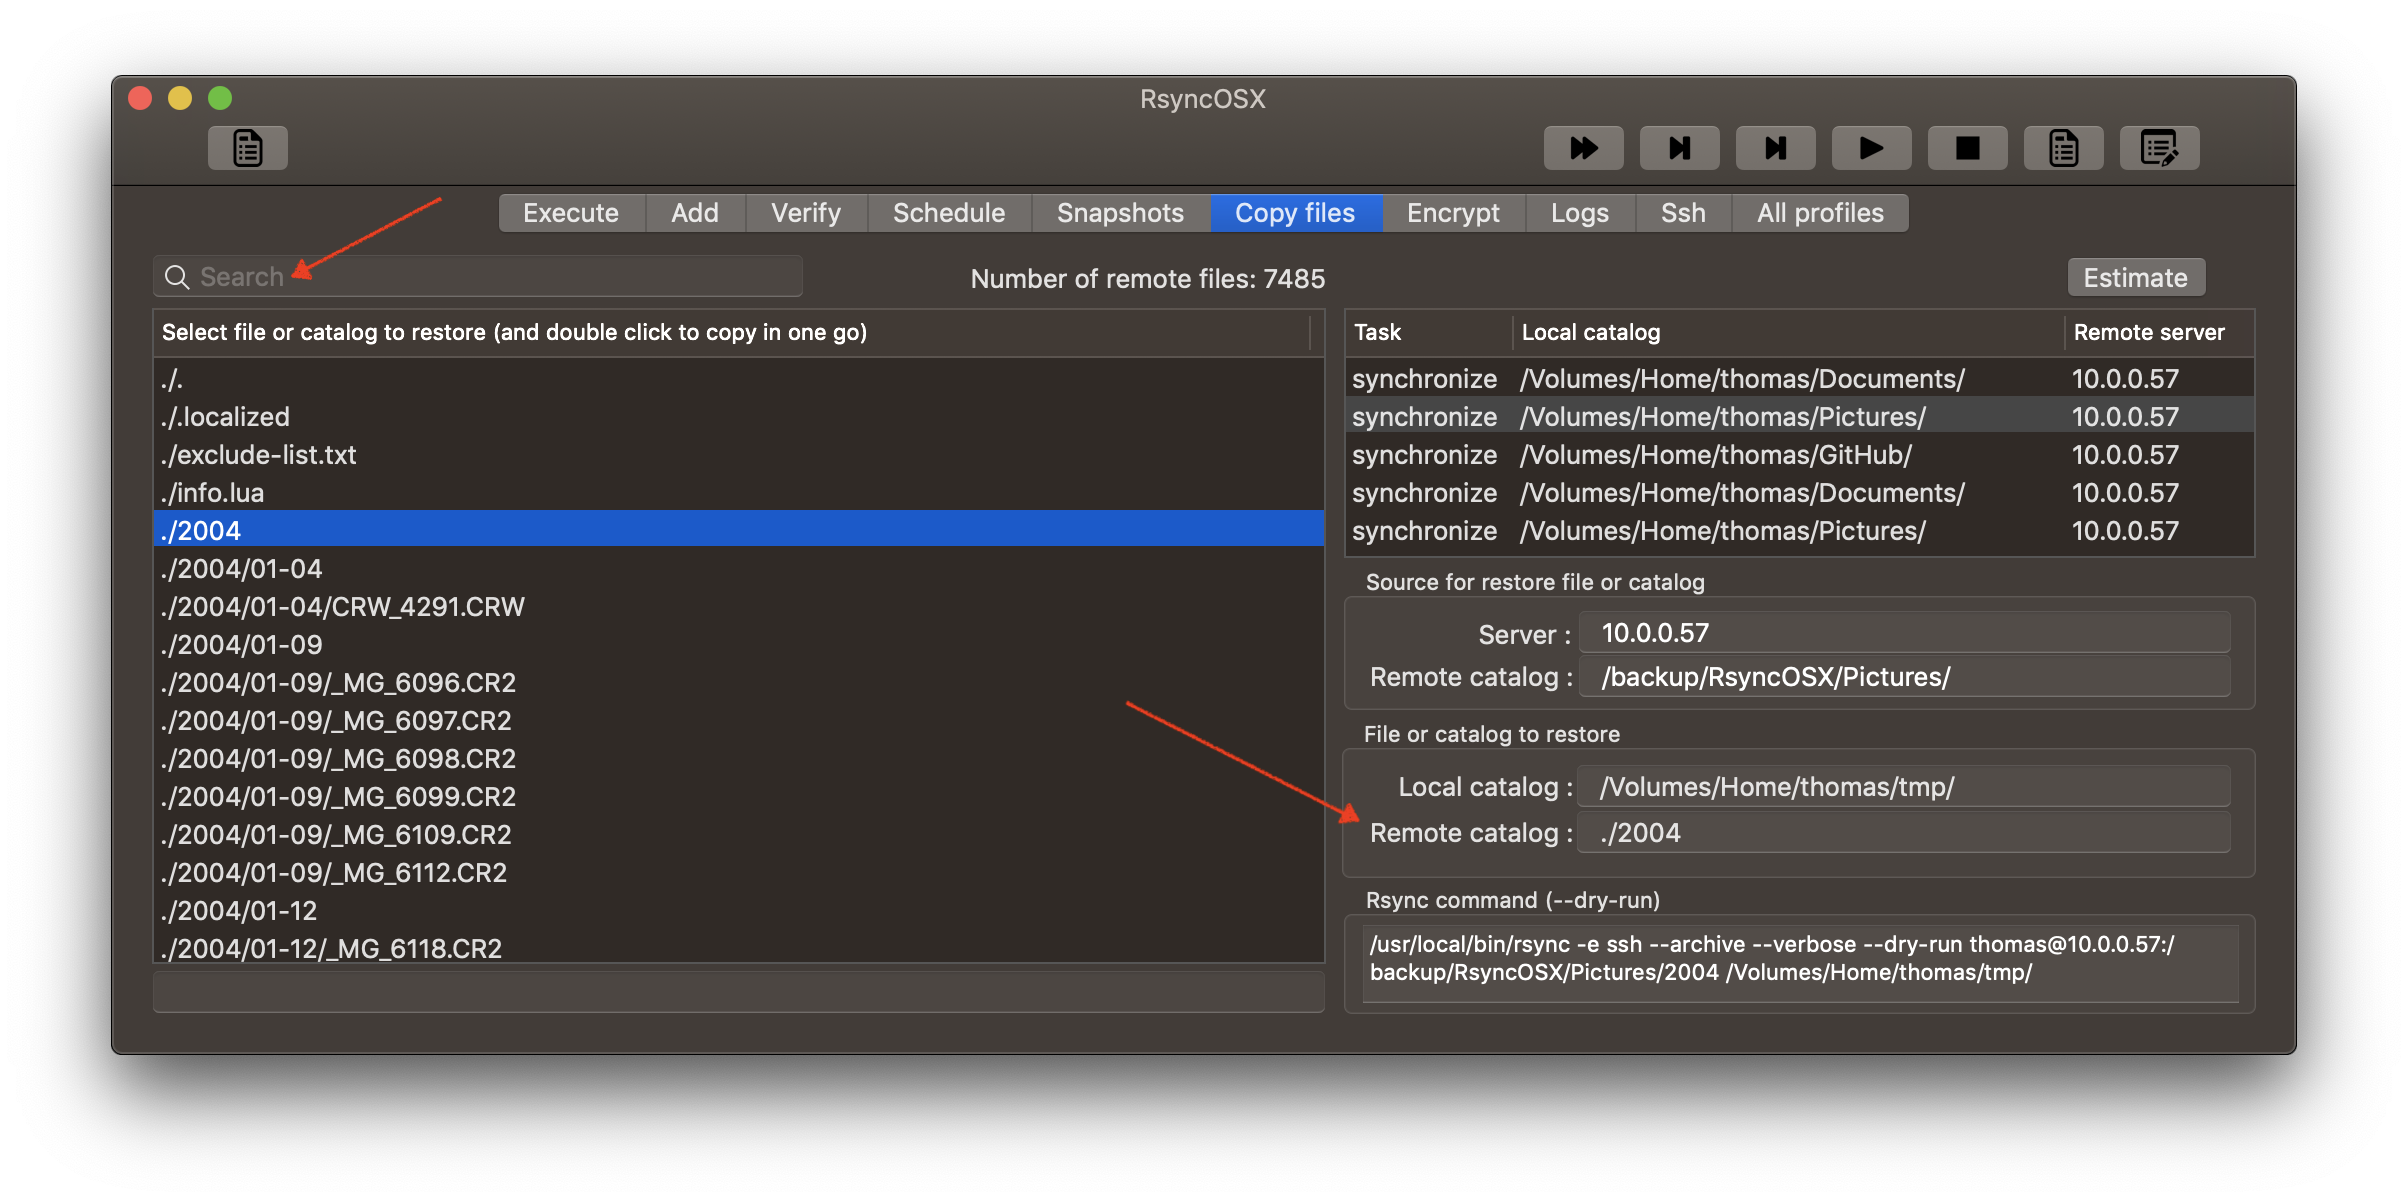 RsyncOSX
Execute Add Verify Schedule Snapshots Copy files Encrypt Logs Ssh All profiles
Search
Number of remote files: 7485
Estimate
Select file or catalog to restore (and double click to copy in one go)
./.
./.localized
./exclude-list.txt
./info.lua
./2004
./2004/01-04
./2004/01-04/CRW_4291.CRW
./2004/01-09
./2004/01-09/_MG_6096.CR2
./2004/01-09/_MG_6097.CR2
./2004/01-09/_MG_6098.CR2
./2004/01-09/_MG_6099.CR2
./2004/01-09/_MG_6109.CR2
./2004/01-09/_MG_6112.CR2
./2004/01-12
./2004/01-12/_MG_6118.CR2
Task Local catalog Remote server
synchronize /Volumes/Home/thomas/Documents/ 10.0.0.57
synchronize /Volumes/Home/thomas/Pictures/ 10.0.0.57
synchronize /Volumes/Home/thomas/GitHub/ 10.0.0.57
synchronize /Volumes/Home/thomas/Documents/ 10.0.0.57
synchronize /Volumes/Home/thomas/Pictures/ 10.0.0.57
Source for restore file or catalog
Server : 10.0.0.57
Remote catalog : /backup/RsyncOSX/Pictures/
File or catalog to restore
Local catalog : /Volumes/Home/thomas/tmp/
Remote catalog : ./2004
Rsync command (--dry-run)
/usr/local/bin/rsync -e ssh --archive --verbose --dry-run thomas@10.0.0.57:/
backup/RsyncOSX/Pictures/2004 /Volumes/Home/thomas/tmp/